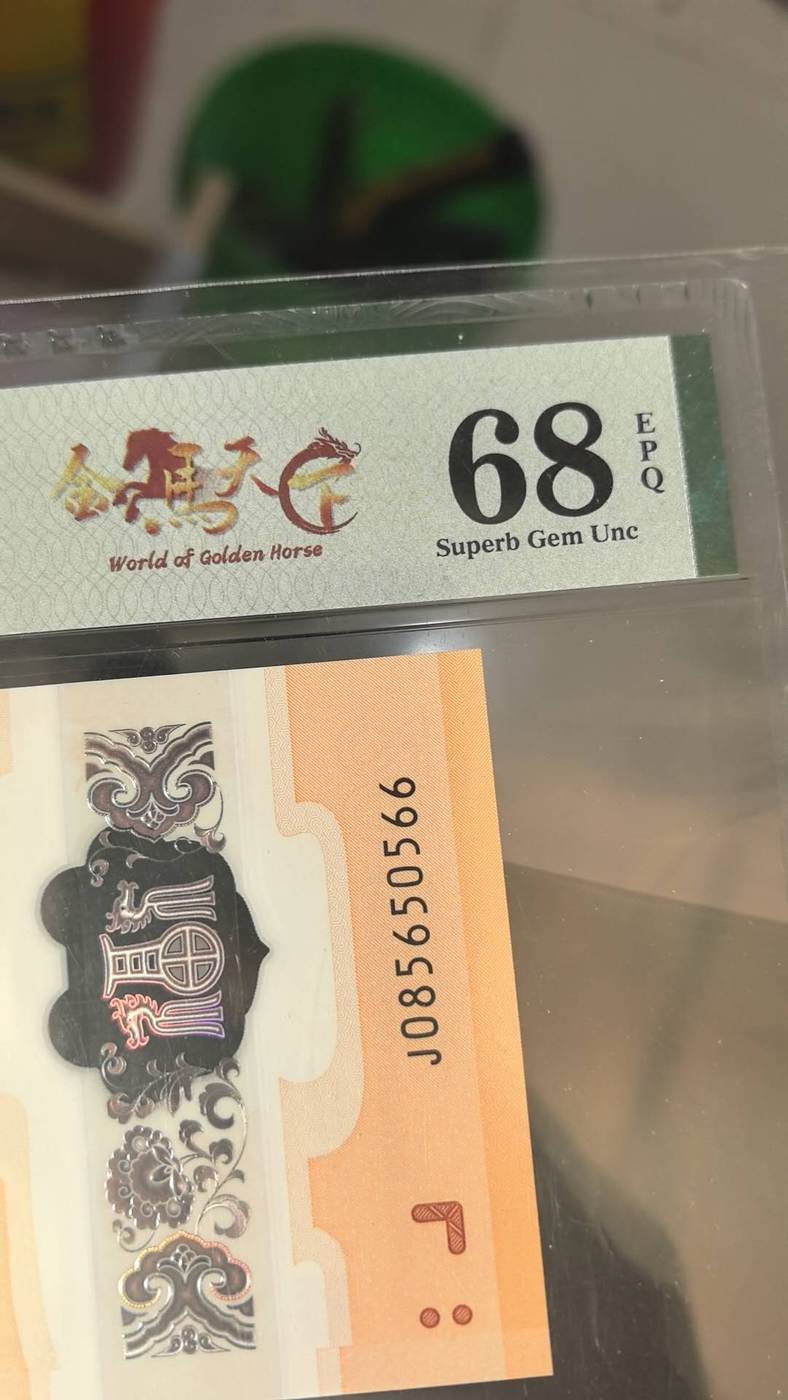 金馬天下
World of Golden Horse
68
EPQ
Superb Gem Unc
J085650566